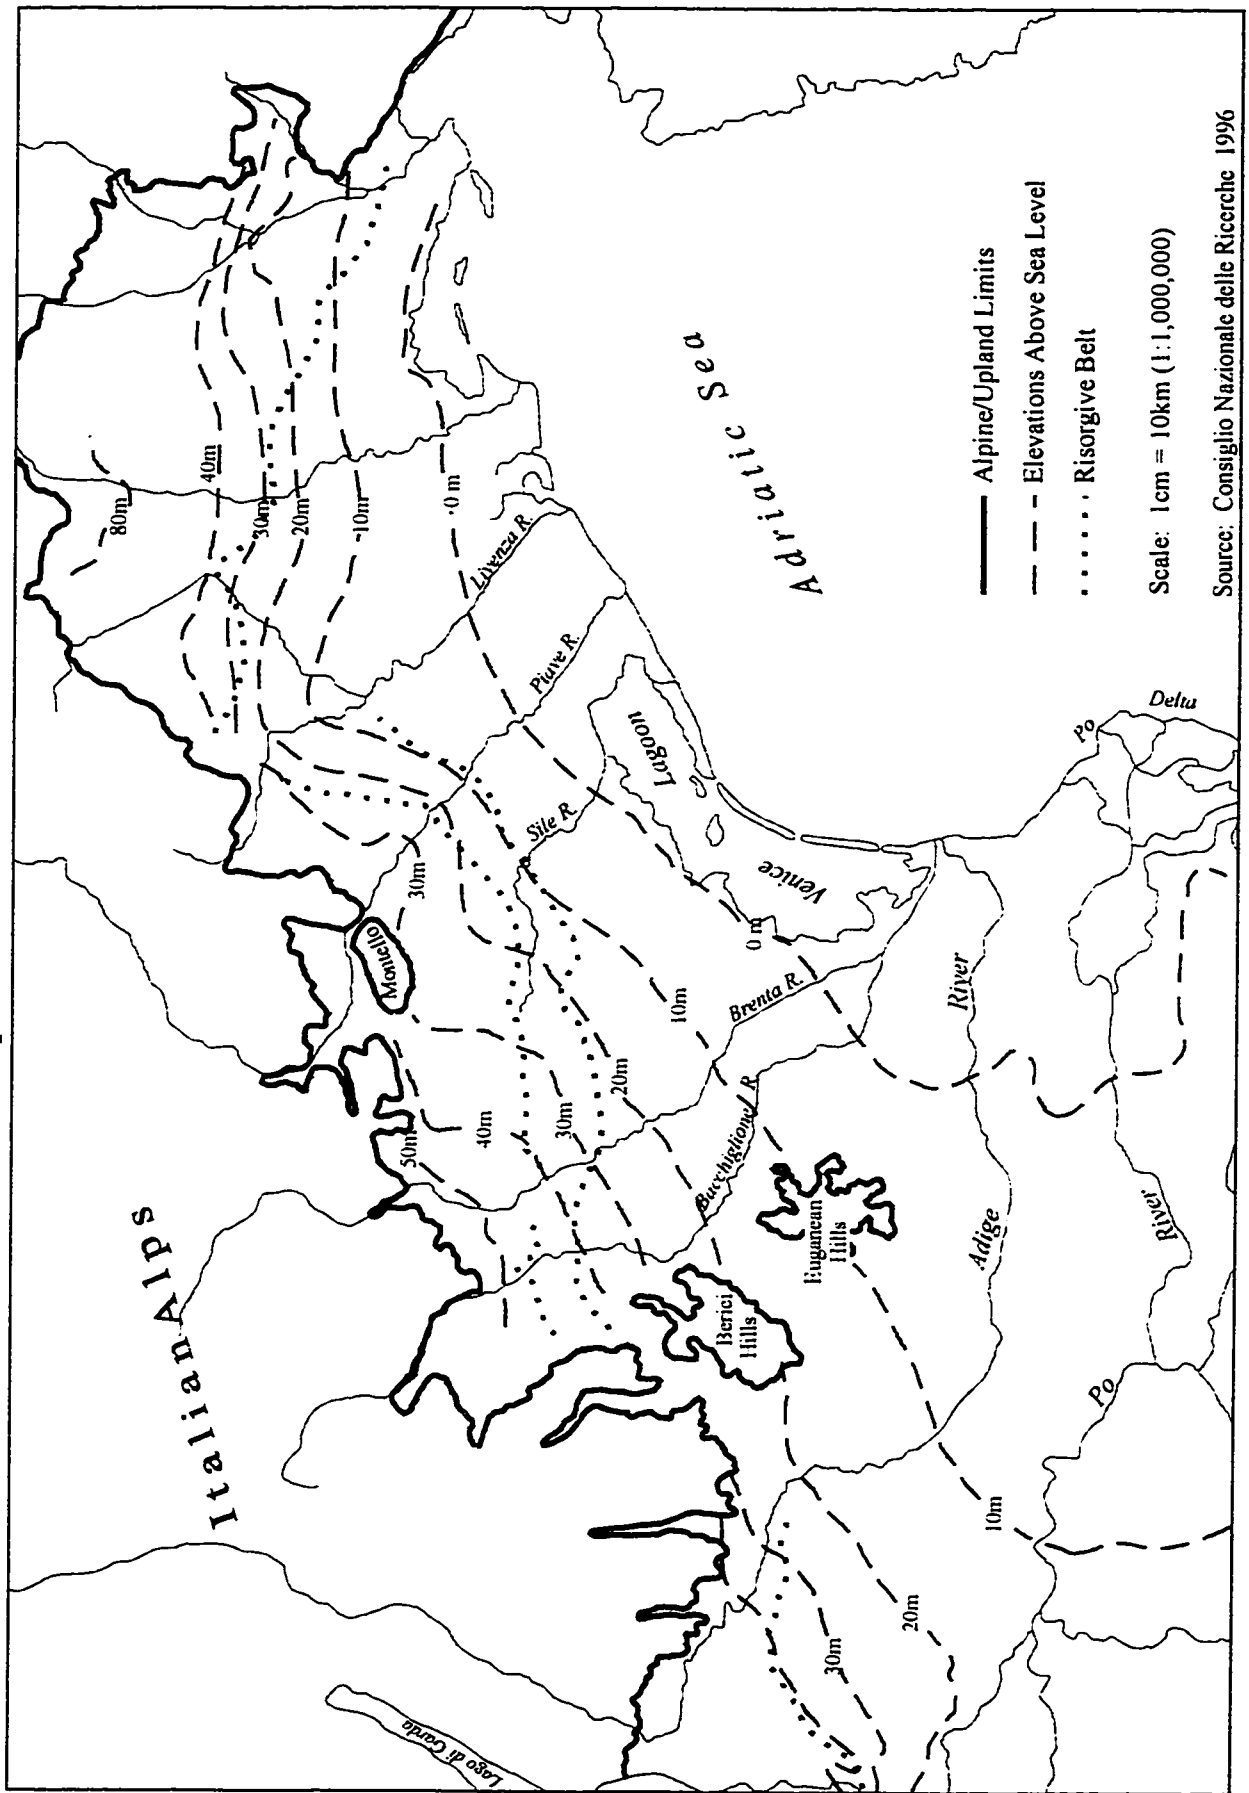 Italian Alps
Lago di Garda
80m
40m
30m
20m
10m
0 m
Livenza R.
Piave R.
Sile R.
Montello
30m
50m
40m
30m
20m
10m
0 m
Lagoon
Venice
Brenta R.
Bacchiglione R.
Berici
Hills
Euganean
Hills
Adige
River
River
Po
Po
Delta
10m
20m
30m
Adriatic Sea
Alpine/Upland Limits
Elevations Above Sea Level
Risorgive Belt
Scale: 1cm = 10km (1:1,000,000)
Source: Consiglio Nazionale delle Ricerche 1996